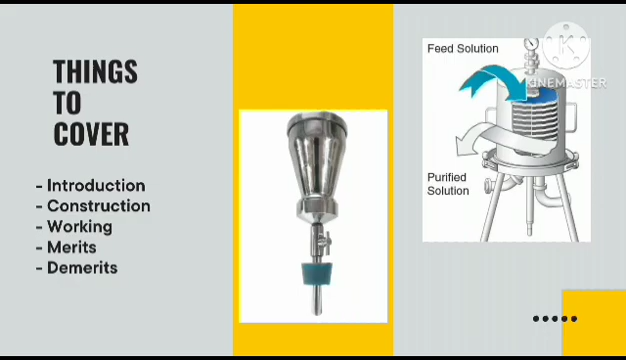 THINGS
TO
COVER
- Introduction
- Construction
- Working
- Merits
- Demerits
Feed Solution
KINEMASTER
Purified
Solution